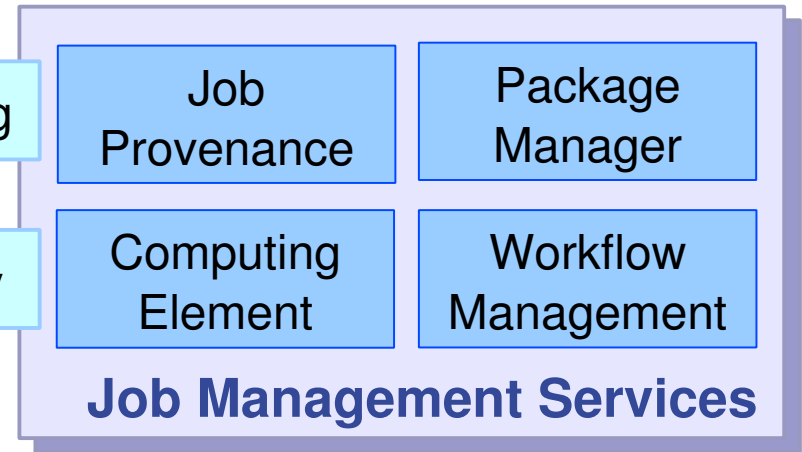 Job
Provenance
Package
Manager
Computing
Element
Workflow
Management
Job Management Services